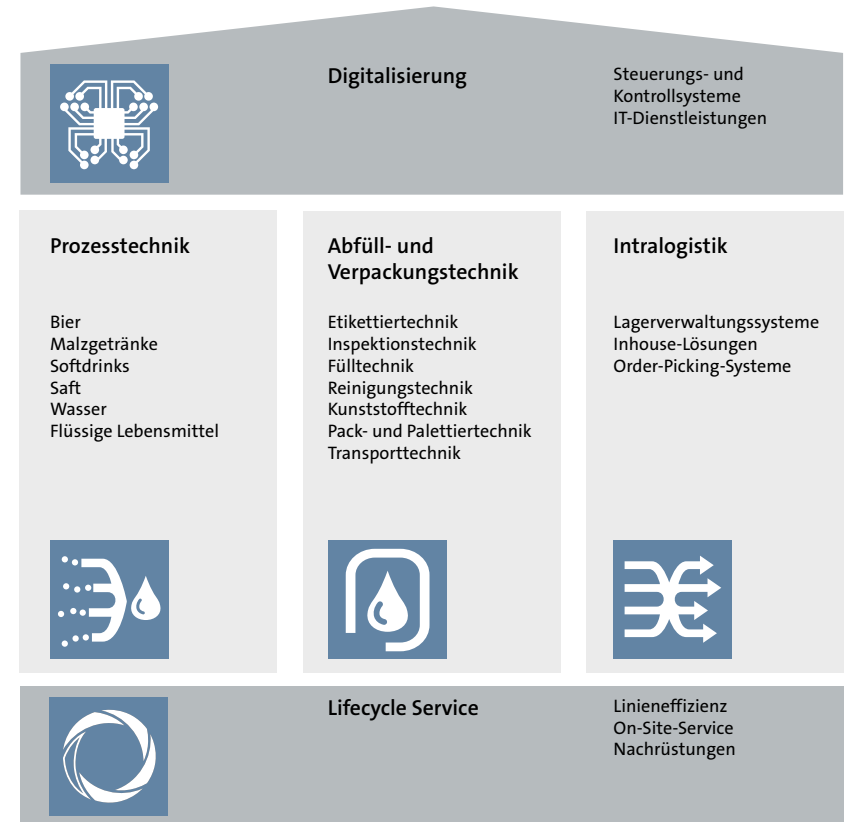 Digitalisierung
Steuerungs- und
Kontrollsysteme
IT-Dienstleistungen
Prozesstechnik
Bier
Malzgetränke
Softdrinks
Saft
Wasser
Flüssige Lebensmittel
Abfüll- und
Verpackungstechnik
Etikettiertechnik
Inspektionstechnik
Fülltechnik
Reinigungstechnik
Kunststofftechnik
Pack- und Palettiertechnik
Transporttechnik
Intralogistik
Lagerverwaltungssysteme
Inhouse-Lösungen
Order-Picking-Systeme
Lifecycle Service
Linieneffizienz
On-Site-Service
Nachrüstungen